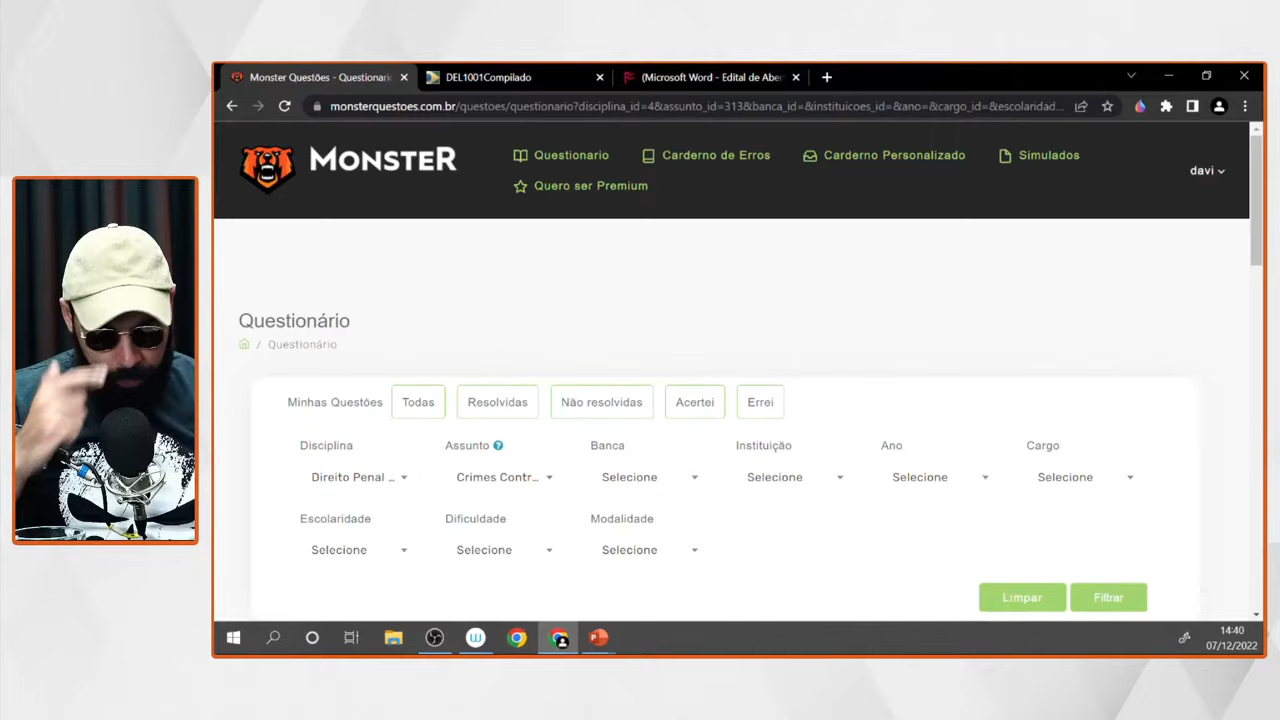 Monster Questões - Questionari
DEL1001Compilado
(Microsoft Word - Edital de Aber
monsterquestoes.com.br/questoes/questionario?disciplina_id=4&assunto_id=313&banca_id=&instituicoes_id=&ano=&cargo_id=&escolaridad...
MONSTER
Questionario
Carderno de Erros
Carderno Personalizado
Simulados
Quero ser Premium
davi
Questionário
/ Questionário
Minhas Questões
Todas
Resolvidas
Não resolvidas
Acertei
Errei
Disciplina
Assunto ?
Banca
Instituição
Ano
Cargo
Direito Penal ...
Crimes Contr...
Selecione
Selecione
Selecione
Selecione
Escolaridade
Dificuldade
Modalidade
Selecione
Selecione
Selecione
Limpar
Filtrar
14:40
07/12/2022